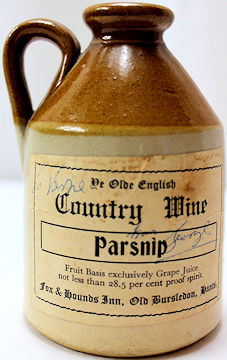 Ye Olde English
Country Wine
Parsnip
Fruit Basis exclusively Grape Juice
not less than 28.5 per cent proof spirit.
Fox & Hounds Inn, Old Bursledon, Hants.